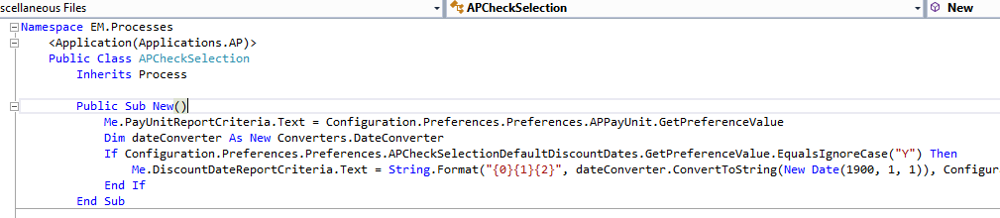 scellaneous Files APCheckSelection New
Namespace EM.Processes
<Application(Applications.AP)>
Public Class APCheckSelection
Inherits Process
Public Sub New()
Me.PayUnitReportCriteria.Text = Configuration.Preferences.Preferences.APPayUnit.GetPreferenceValue
Dim dateConverter As New Converters.DateConverter
If Configuration.Preferences.Preferences.APCheckSelectionDefaultDiscountDates.GetPreferenceValue.EqualsIgnoreCase("Y") Then
Me.DiscountDateReportCriteria.Text = String.Format("{0}{1}{2}", dateConverter.ConvertToString(New Date(1900, 1, 1)), Configur
End If
End Sub